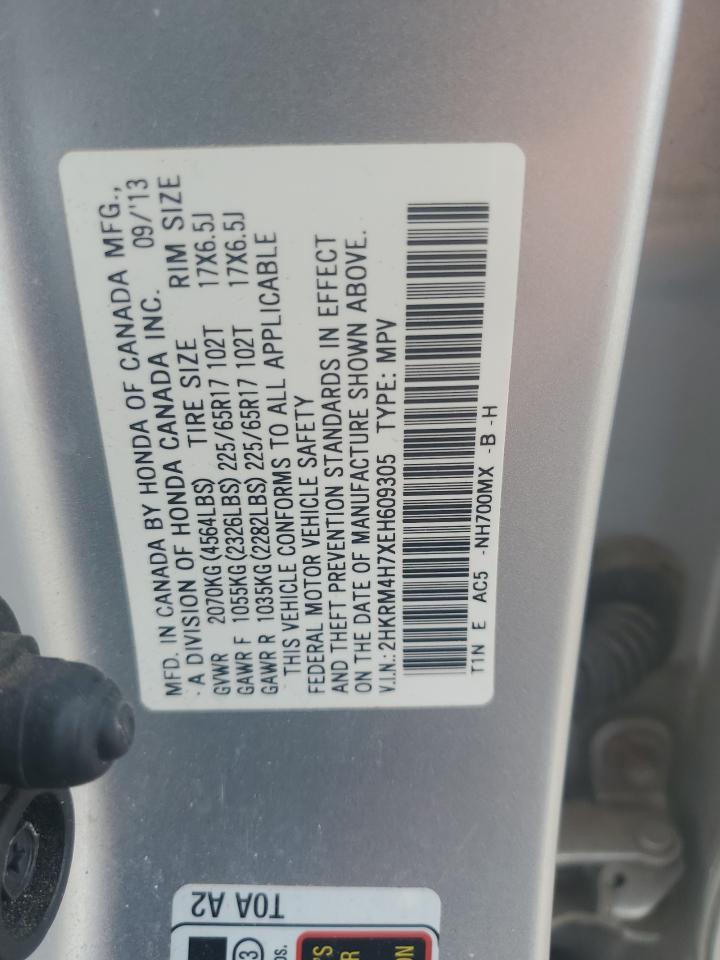 MFD. IN CANADA BY HONDA OF CANADA MFG.,
· A DIVISION OF HONDA CANADA INC. 09/'13
GVWR 2070KG (4564LBS) TIRE SIZE RIM SIZE
GAWR F 1055KG (2326LBS) 225/65R17 102T 17X6.5J
GAWR R 1035KG (2282LBS) 225/65R17 102T 17X6.5J
THIS VEHICLE CONFORMS TO ALL APPLICABLE
FEDERAL MOTOR VEHICLE SAFETY
AND THEFT PREVENTION STANDARDS IN EFFECT
ON THE DATE OF MANUFACTURE SHOWN ABOVE.
V.I.N.: 2HKRM4H7XEH609305 TYPE: MPV
T1N E AC5 -NH700MX -B -H
T0A A2